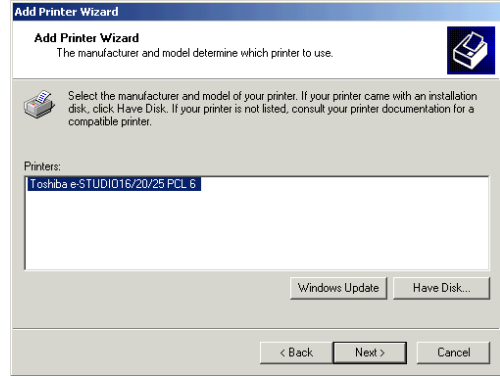 Add Printer Wizard
Add Printer Wizard
The manufacturer and model determine which printer to use.
Select the manufacturer and model of your printer. If your printer came with an installation
disk, click Have Disk. If your printer is not listed, consult your printer documentation for a
compatible printer.
Printers:
Toshiba e-STUDIO16/20/25 PCL 6
Windows Update
Have Disk...
< Back
Next >
Cancel